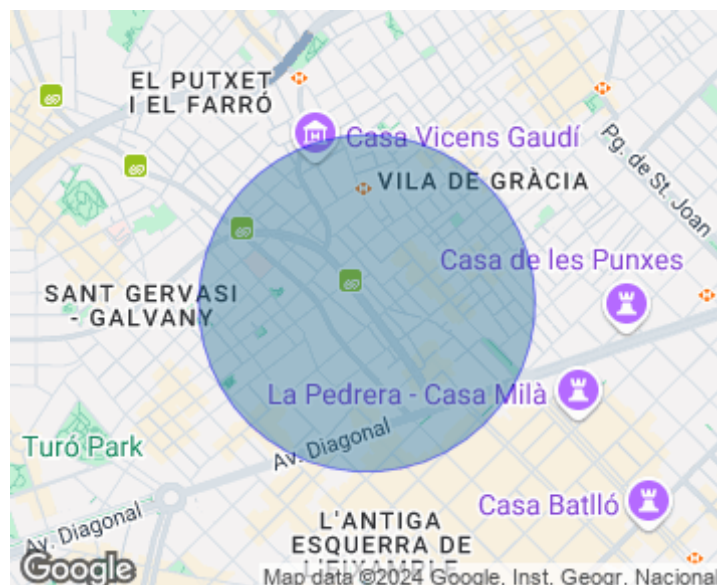 EL PUTXET
I EL FARRÓ
Casa Vicens Gaudí
VILA DE GRÀCIA
Pg. de St. Joan
Casa de les Punxes
SANT GERVASI
- GALVANY
La Pedrera - Casa Milà
Av. Diagonal
Turó Park
Casa Batlló
Av. Diagonal
L'ANTIGA
ESQUERRA DE
L'EIXAMPLE
Google
Map data ©2024 Google, Inst. Geogr. Nacional